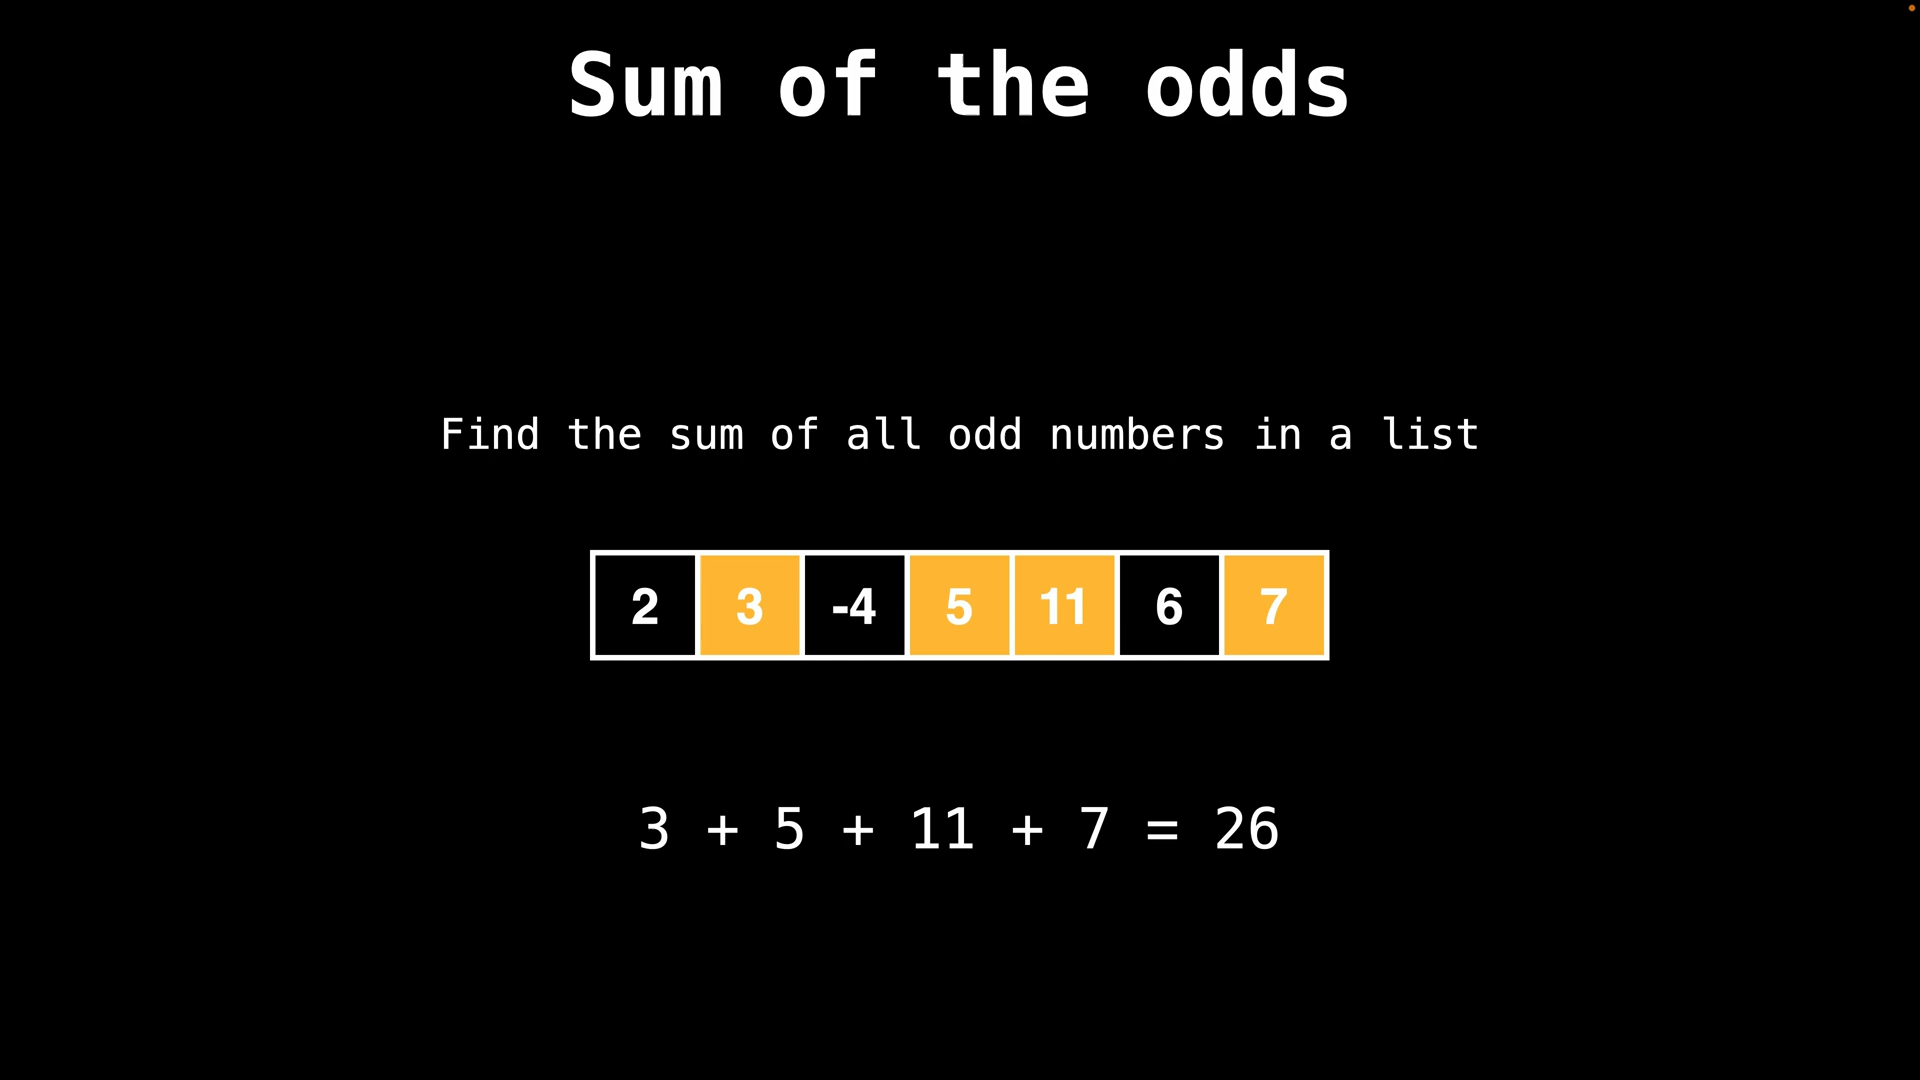 Sum of the odds
Find the sum of all odd numbers in a list
2 3 -4 5 11 6 7
3 + 5 + 11 + 7 = 26